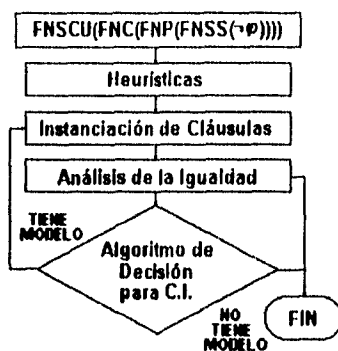 FNSCU(FNC(FNP(FNSS(¬φ))))
Heurísticas
Instanciación de Cláusulas
Análisis de la Igualdad
TIENE
MODELO
Algoritmo de
Decisión
para C.I.
NO
TIENE
MODELO
FIN